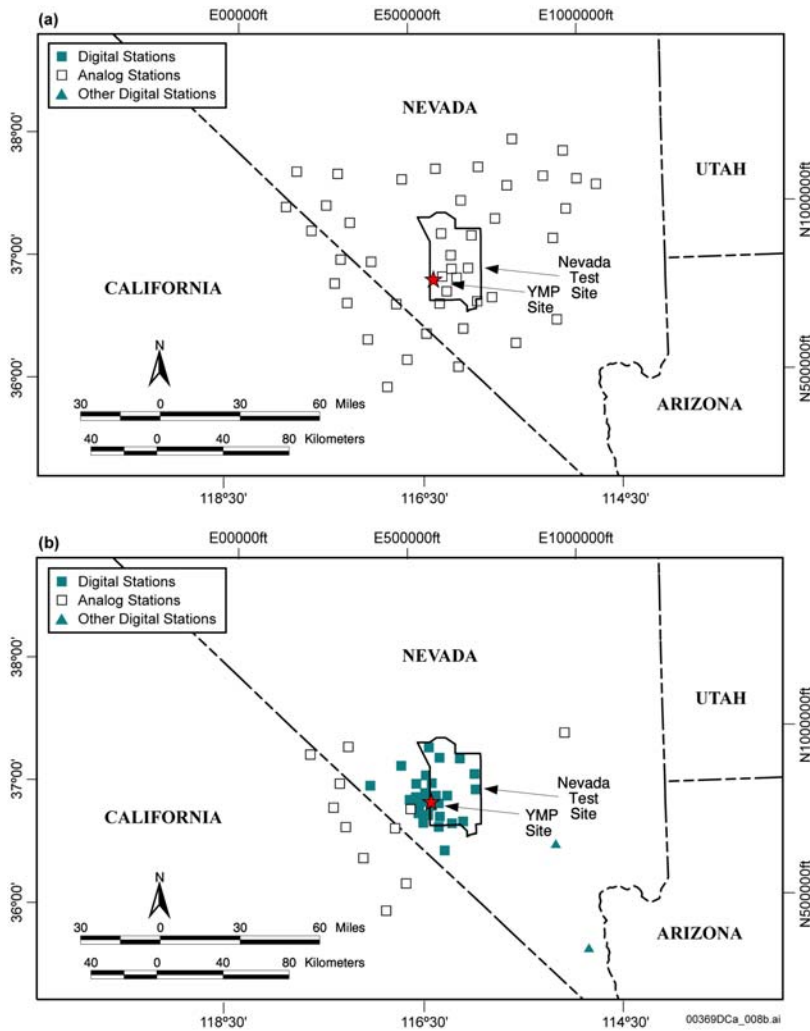 E00000ft E500000ft E1000000ft
(a)
Digital Stations
Analog Stations
Other Digital Stations
NEVADA
UTAH
CALIFORNIA
ARIZONA
Nevada
Test
Site
YMP
Site
38°00'
37°00'
36°00'
N1000000ft
N500000ft
N
30 0 30 60 Miles
40 0 40 80 Kilometers
118°30' 116°30' 114°30'
E00000ft E500000ft E1000000ft
(b)
Digital Stations
Analog Stations
Other Digital Stations
NEVADA
UTAH
CALIFORNIA
ARIZONA
Nevada
Test
Site
YMP
Site
38°00'
37°00'
36°00'
N1000000ft
N500000ft
N
30 0 30 60 Miles
40 0 40 80 Kilometers
00369DCa_008b.ai
118°30' 116°30' 114°30'